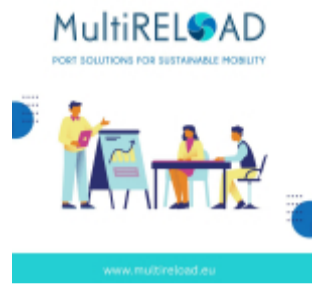 MultiRELOAD
PORT SOLUTIONS FOR SUSTAINABLE MOBILITY
www.multireload.eu